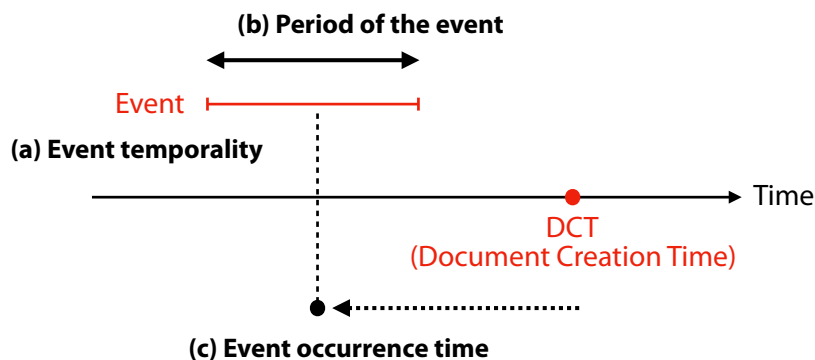 (b) Period of the event
Event
(a) Event temporality
Time
DCT
(Document Creation Time)
(c) Event occurrence time